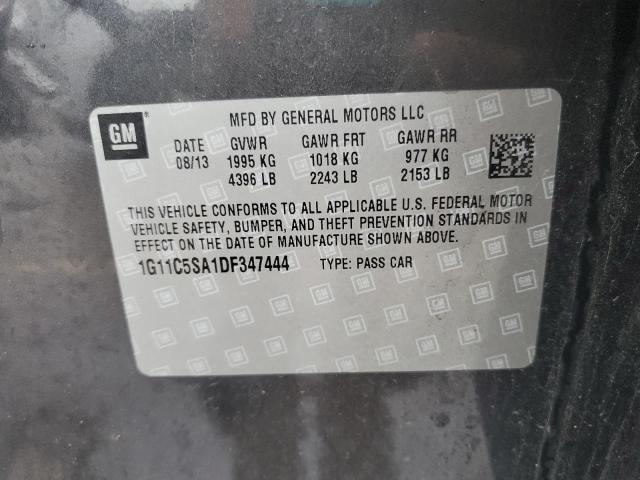 GM
MFD BY GENERAL MOTORS LLC
DATE GVWR GAWR FRT GAWR RR
08/13 1995 KG 1018 KG 977 KG
4396 LB 2243 LB 2153 LB
THIS VEHICLE CONFORMS TO ALL APPLICABLE U.S. FEDERAL MOTOR
VEHICLE SAFETY, BUMPER, AND THEFT PREVENTION STANDARDS IN
EFFECT ON THE DATE OF MANUFACTURE SHOWN ABOVE.
1G11C5SA1DF347444 TYPE: PASS CAR